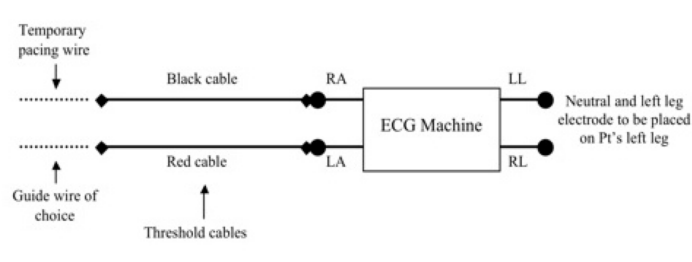 Temporary
pacing wire
Black cable
RA
LL
ECG Machine
Neutral and left leg
electrode to be placed
on Pt's left leg
Red cable
LA
RL
Guide wire of
choice
Threshold cables